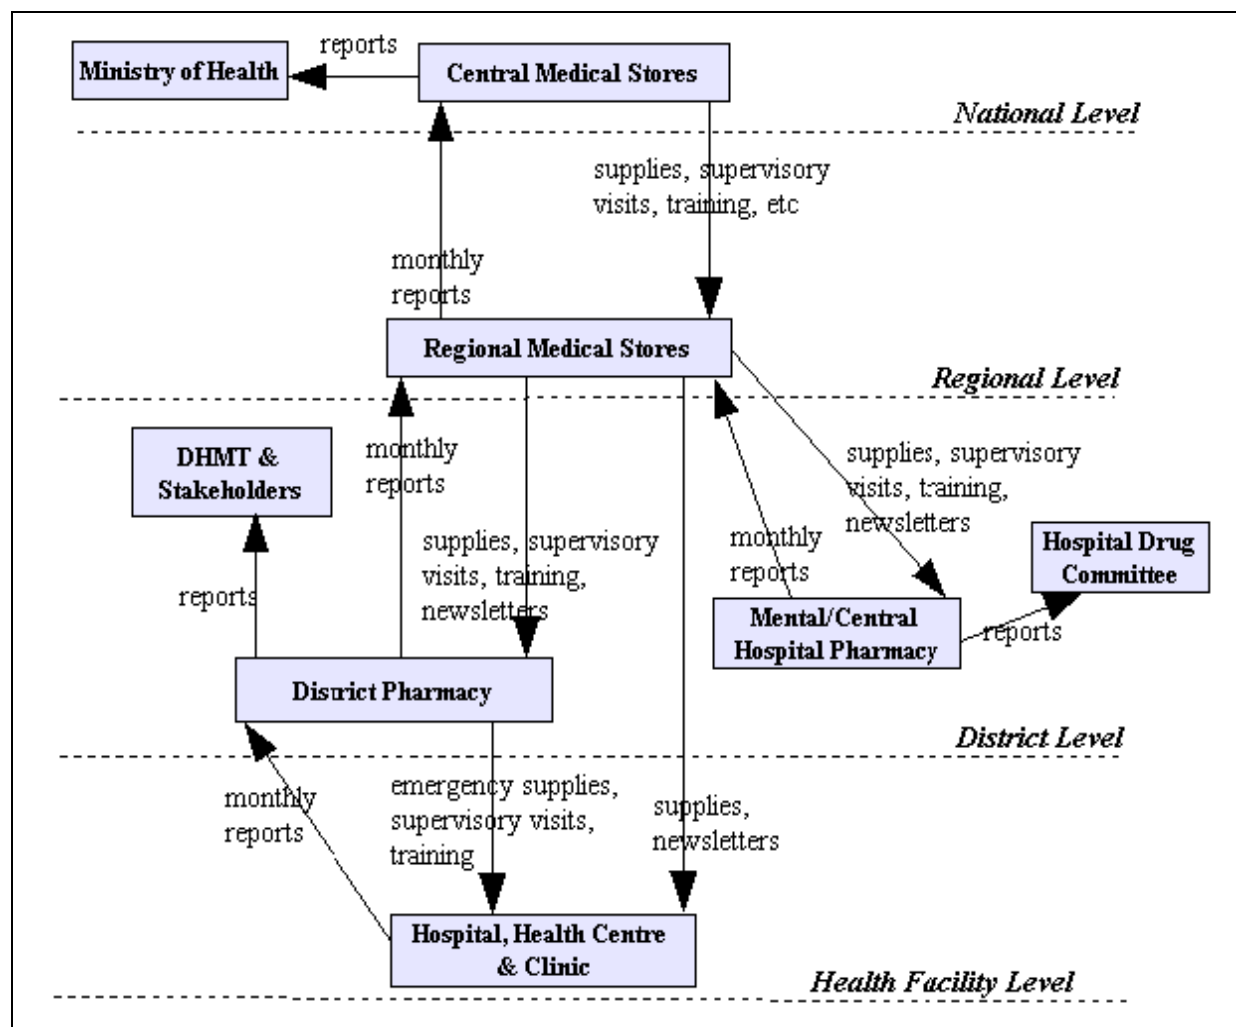 reports
Ministry of Health
Central Medical Stores
National Level
supplies, supervisory
visits, training, etc
monthly
reports
Regional Medical Stores
Regional Level
DHMT &
Stakeholders
monthly
reports
supplies, supervisory
visits, training,
newsletters
supplies, supervisory
visits, training,
newsletters
monthly
reports
Hospital Drug
Committee
reports
Mental/Central
Hospital Pharmacy
reports
District Pharmacy
District Level
monthly
reports
emergency supplies,
supervisory visits,
training
supplies,
newsletters
Hospital, Health Centre
& Clinic
Health Facility Level